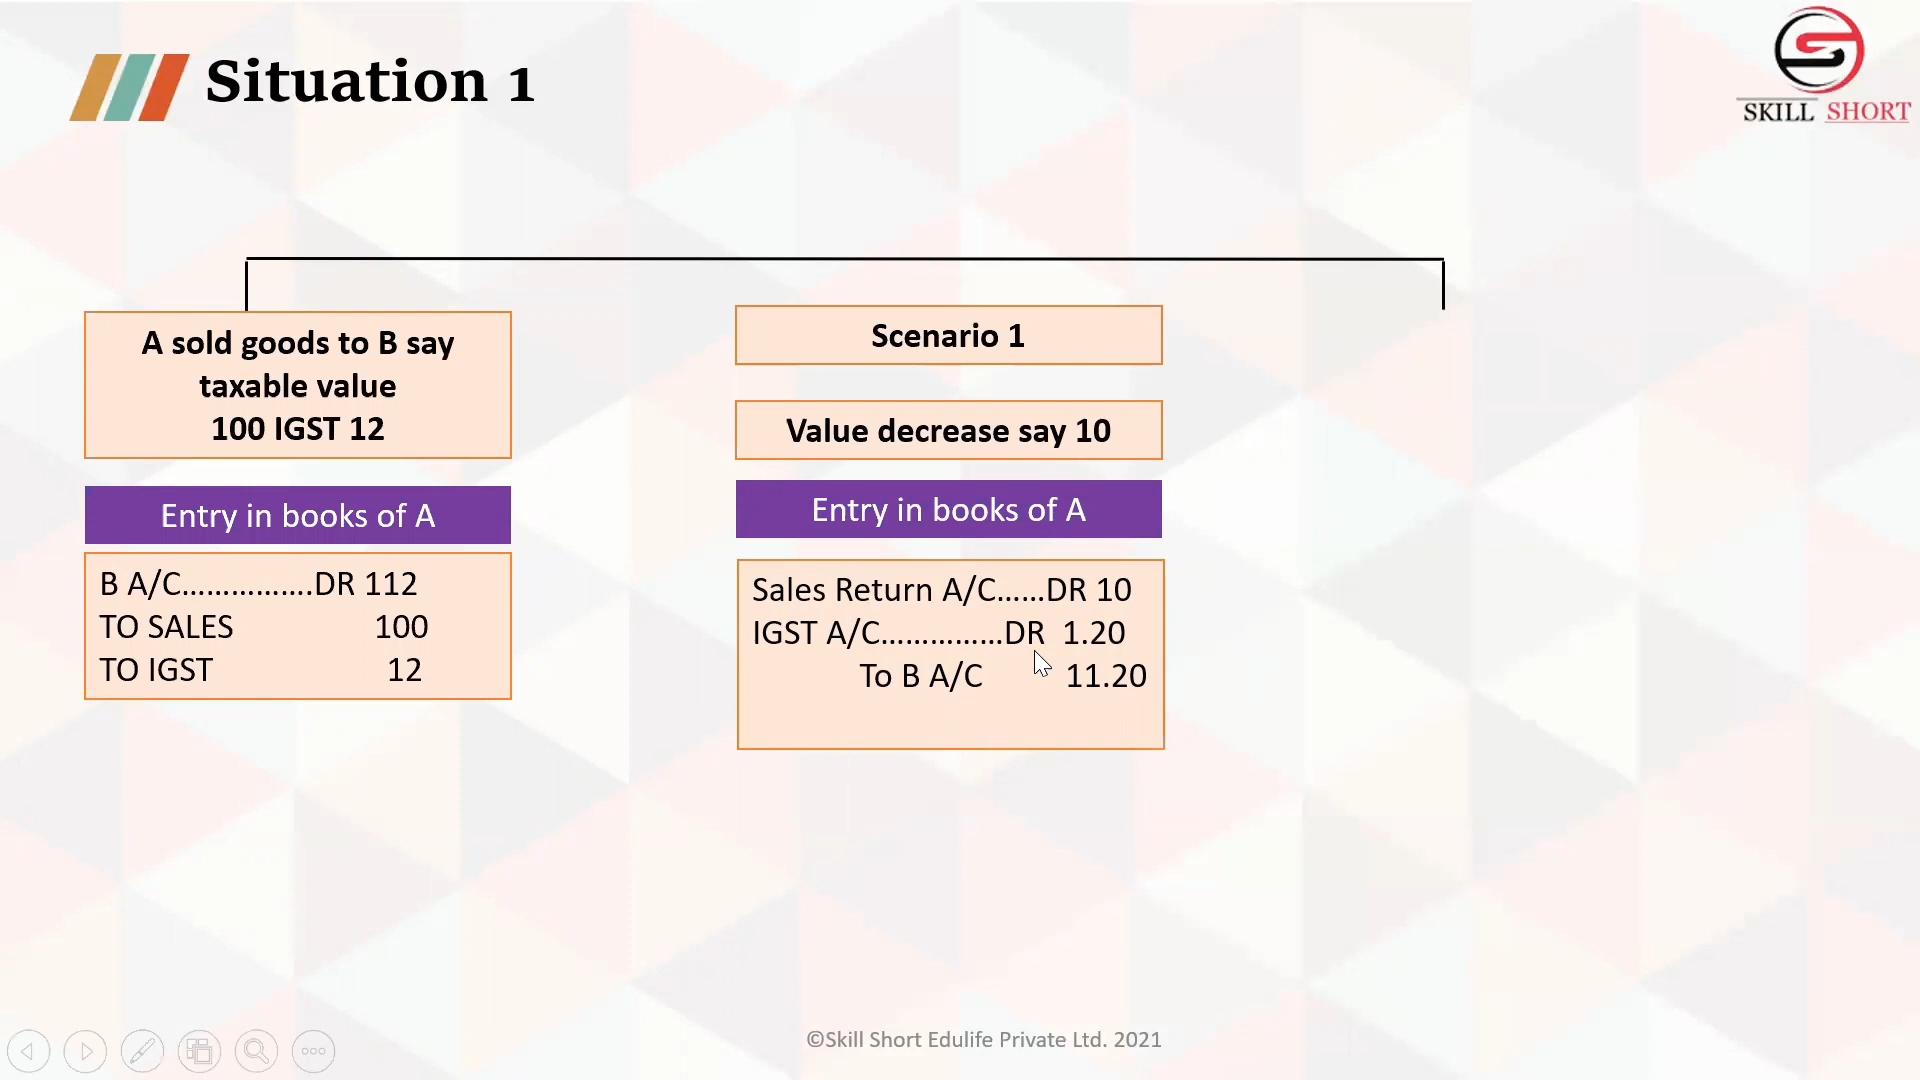 Situation 1
SKILL SHORT
A sold goods to B say
taxable value
100 IGST 12
Entry in books of A
B A/C...............DR 112
TO SALES 100
TO IGST 12
Scenario 1
Value decrease say 10
Entry in books of A
Sales Return A/C......DR 10
IGST A/C...............DR 1.20
To B A/C 11.20
©Skill Short Edulife Private Ltd. 2021